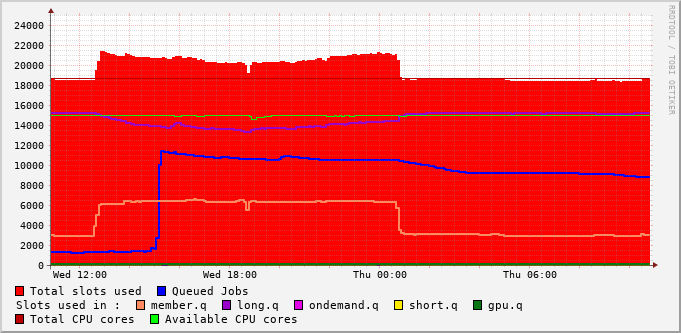 24000
22000
20000
18000
16000
14000
12000
10000
8000
6000
4000
2000
0
Wed 12:00 Wed 18:00 Thu 00:00 Thu 06:00
Total slots used Queued Jobs
Slots used in : member.q long.q ondemand.q short.q gpu.q
Total CPU cores Available CPU cores
RRDTOOL / TOBI OETIKER